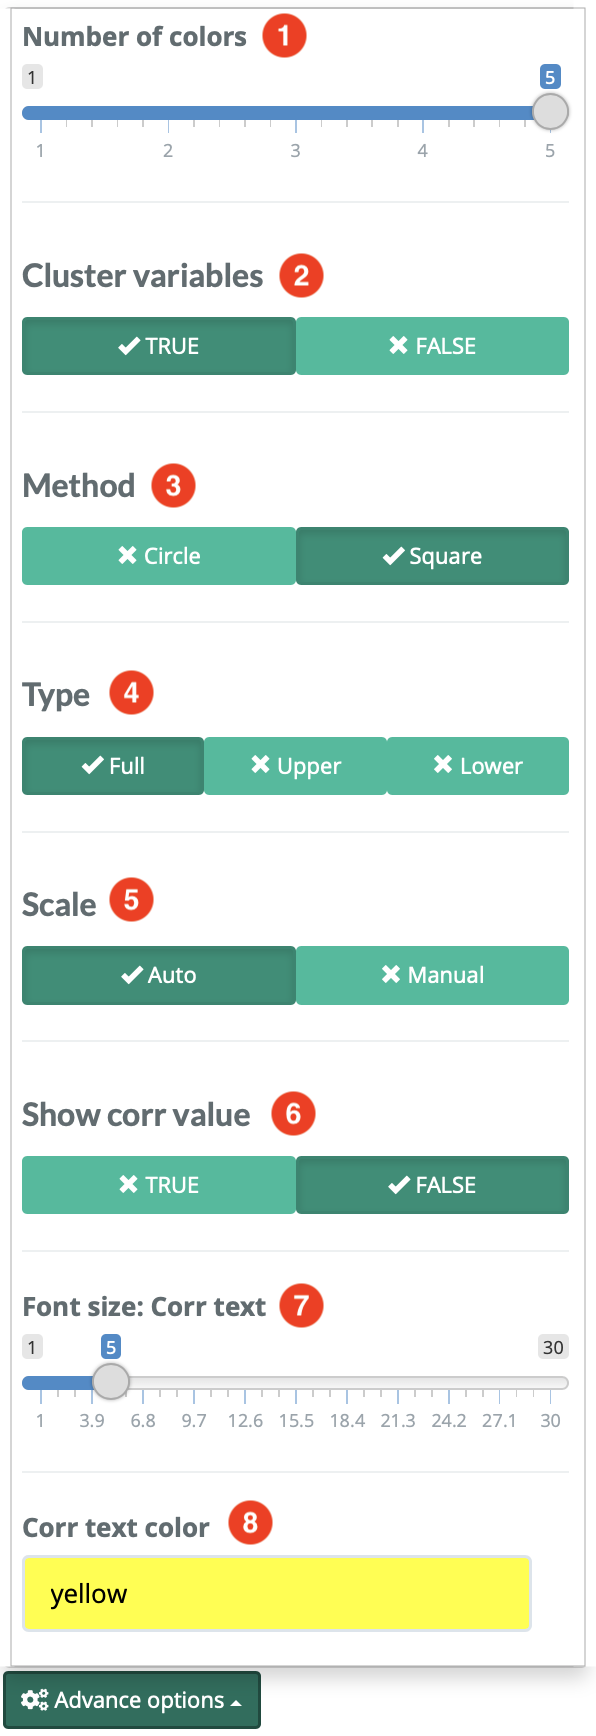 Number of colors 1
1 5
1 2 3 4 5
Cluster variables 2
TRUE FALSE
Method 3
Circle Square
Type 4
Full Upper Lower
Scale 5
Auto Manual
Show corr value 6
TRUE FALSE
Font size: Corr text 7
1 5 30
1 3.9 6.8 9.7 12.6 15.5 18.4 21.3 24.2 27.1 30
Corr text color 8
yellow
Advance options